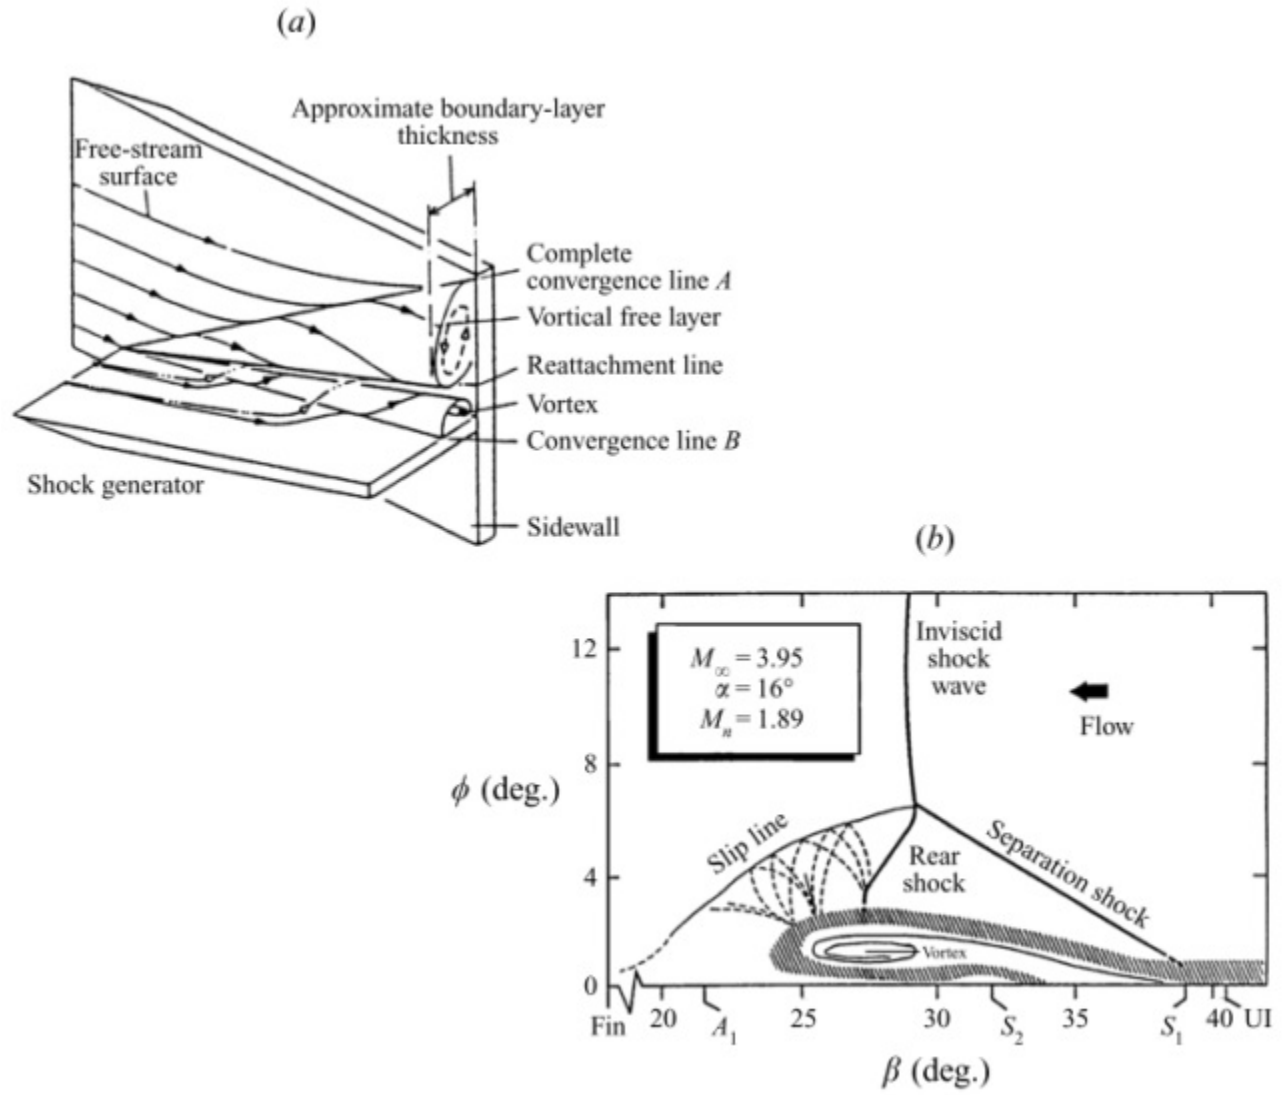 (a)
Approximate boundary-layer
thickness
Free-stream
surface
Complete
convergence line A
Vortical free layer
Reattachment line
Vortex
Convergence line B
Shock generator
Sidewall
(b)
Inviscid
shock
wave
M∞ = 3.95
α = 16°
Mn = 1.89
Flow
12
8
ϕ (deg.)
Slip line
Rear
shock
Separation shock
4
Vortex
0
Fin 20 A1 25 30 S2 35 S1 40 UI
β (deg.)